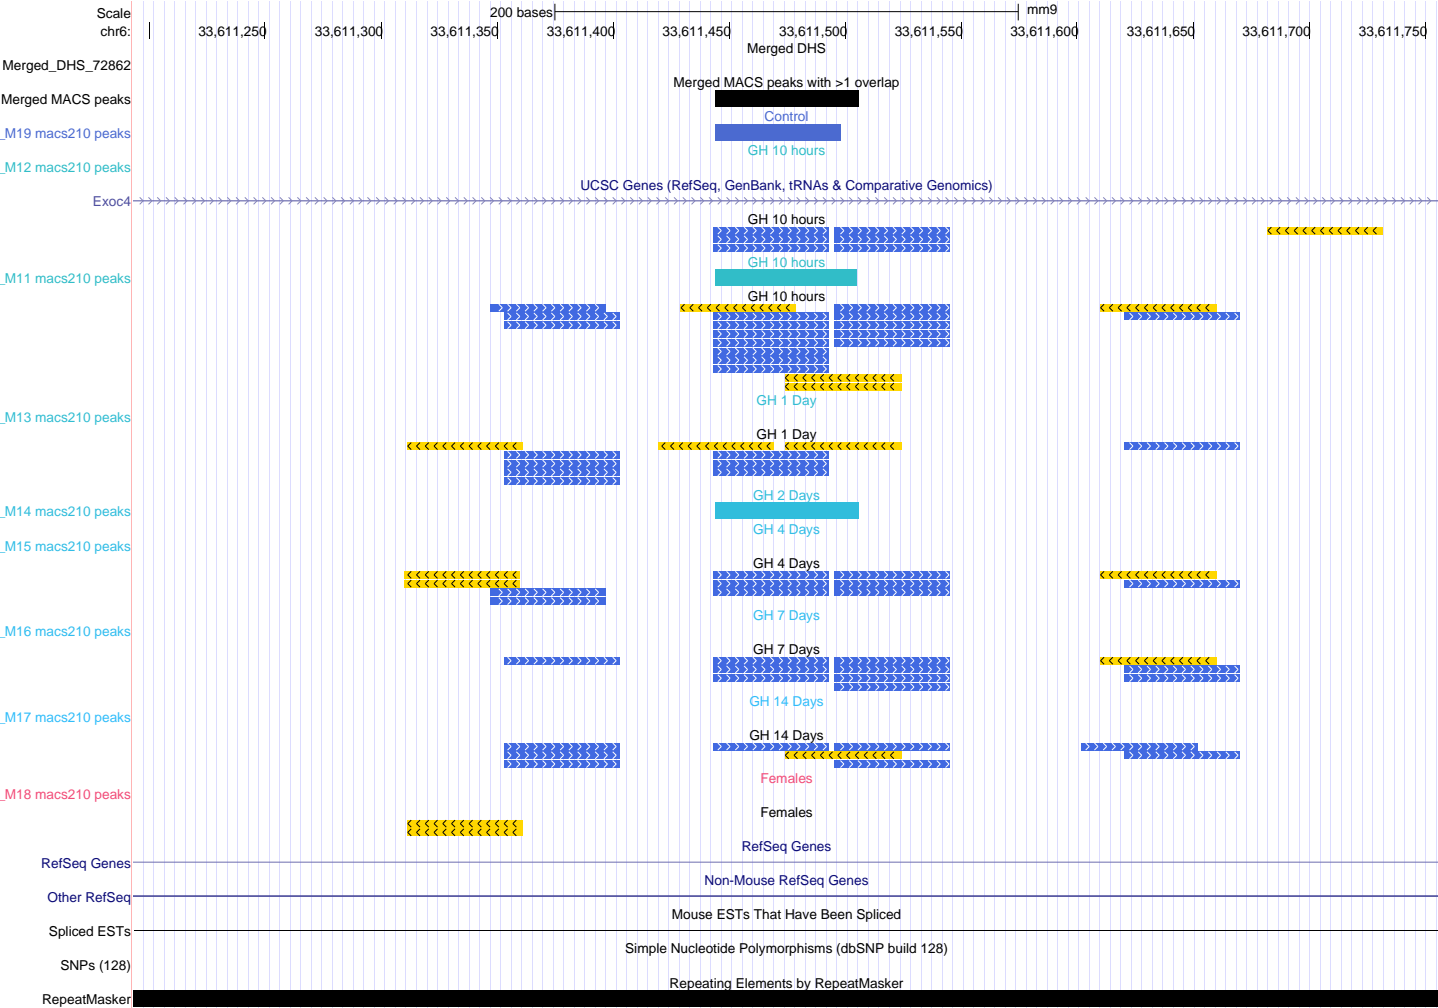 Scale 200 bases mm9
chr6: 33,611,250 33,611,300 33,611,350 33,611,400 33,611,450 33,611,500 33,611,550 33,611,600 33,611,650 33,611,700 33,611,750
Merged DHS
Merged_DHS_72862
Merged MACS peaks with >1 overlap
Merged MACS peaks
Control
_M19 macs210 peaks
GH 10 hours
_M12 macs210 peaks
UCSC Genes (RefSeq, GenBank, tRNAs & Comparative Genomics)
Exoc4
GH 10 hours
GH 10 hours
_M11 macs210 peaks
GH 10 hours
GH 1 Day
_M13 macs210 peaks
GH 1 Day
GH 2 Days
_M14 macs210 peaks
GH 4 Days
_M15 macs210 peaks
GH 4 Days
GH 7 Days
_M16 macs210 peaks
GH 7 Days
GH 14 Days
_M17 macs210 peaks
GH 14 Days
Females
_M18 macs210 peaks
Females
RefSeq Genes
RefSeq Genes
Non-Mouse RefSeq Genes
Other RefSeq
Mouse ESTs That Have Been Spliced
Spliced ESTs
Simple Nucleotide Polymorphisms (dbSNP build 128)
SNPs (128)
Repeating Elements by RepeatMasker
RepeatMasker